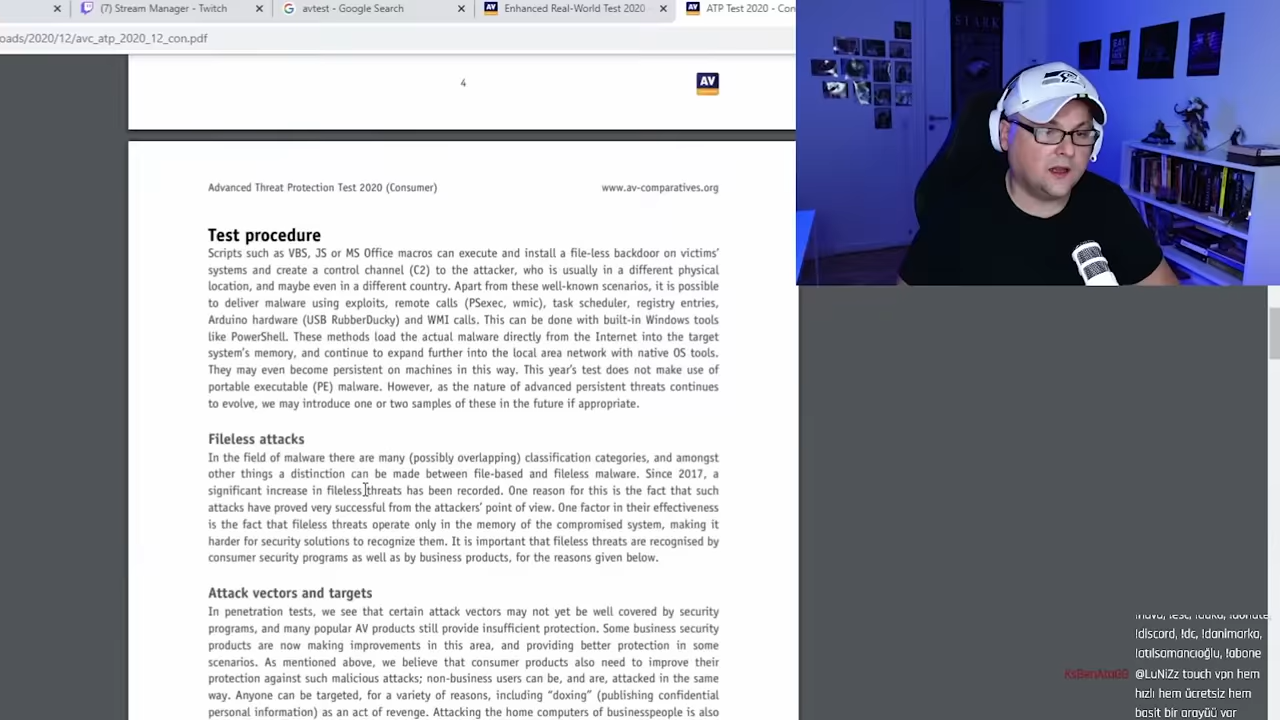 (7) Stream Manager - Twitch
avtest - Google Search
Enhanced Real-World Test 2020
ATP Test 2020 - Con
oads/2020/12/avc_atp_2020_12_con.pdf
4
AV
Advanced Threat Protection Test 2020 (Consumer)
www.av-comparatives.org
Test procedure
Scripts such as VBS, JS or MS Office macros can execute and install a file-less backdoor on victims'
systems and create a control channel (C2) to the attacker, who is usually in a different physical
location, and maybe even in a different country. Apart from these well-known scenarios, it is possible
to deliver malware using exploits, remote calls (PSexec, wmic), task scheduler, registry entries,
Arduino hardware (USB RubberDucky) and WMI calls. This can be done with built-in Windows tools
like PowerShell. These methods load the actual malware directly from the Internet into the target
system's memory, and continue to expand further into the local area network with native OS tools.
They may even become persistent on machines in this way. This year's test does not make use of
portable executable (PE) malware. However, as the nature of advanced persistent threats continues
to evolve, we may introduce one or two samples of these in the future if appropriate.
Fileless attacks
In the field of malware there are many (possibly overlapping) classification categories, and amongst
other things a distinction can be made between file-based and fileless malware. Since 2017, a
significant increase in fileless threats has been recorded. One reason for this is the fact that such
attacks have proved very successful from the attackers' point of view. One factor in their effectiveness
is the fact that fileless threats operate only in the memory of the compromised system, making it
harder for security solutions to recognize them. It is important that fileless threats are recognised by
consumer security programs as well as by business products, for the reasons given below.
Attack vectors and targets
In penetration tests, we see that certain attack vectors may not yet be well covered by security
programs, and many popular AV products still provide insufficient protection. Some business security
products are now making improvements in this area, and providing better protection in some
scenarios. As mentioned above, we believe that consumer products also need to improve their
protection against such malicious attacks; non-business users can be, and are, attacked in the same
way. Anyone can be targeted, for a variety of reasons, including "doxing" (publishing confidential
personal information) as an act of revenge. Attacking the home computers of businesspeople is also
STARK
!discord, !dc, !danimarka,
!atilsamancıoğlu, !abone
@LuNiZz touch vpn hem
hızlı hem ücretsiz hem
basit bir arayüü var